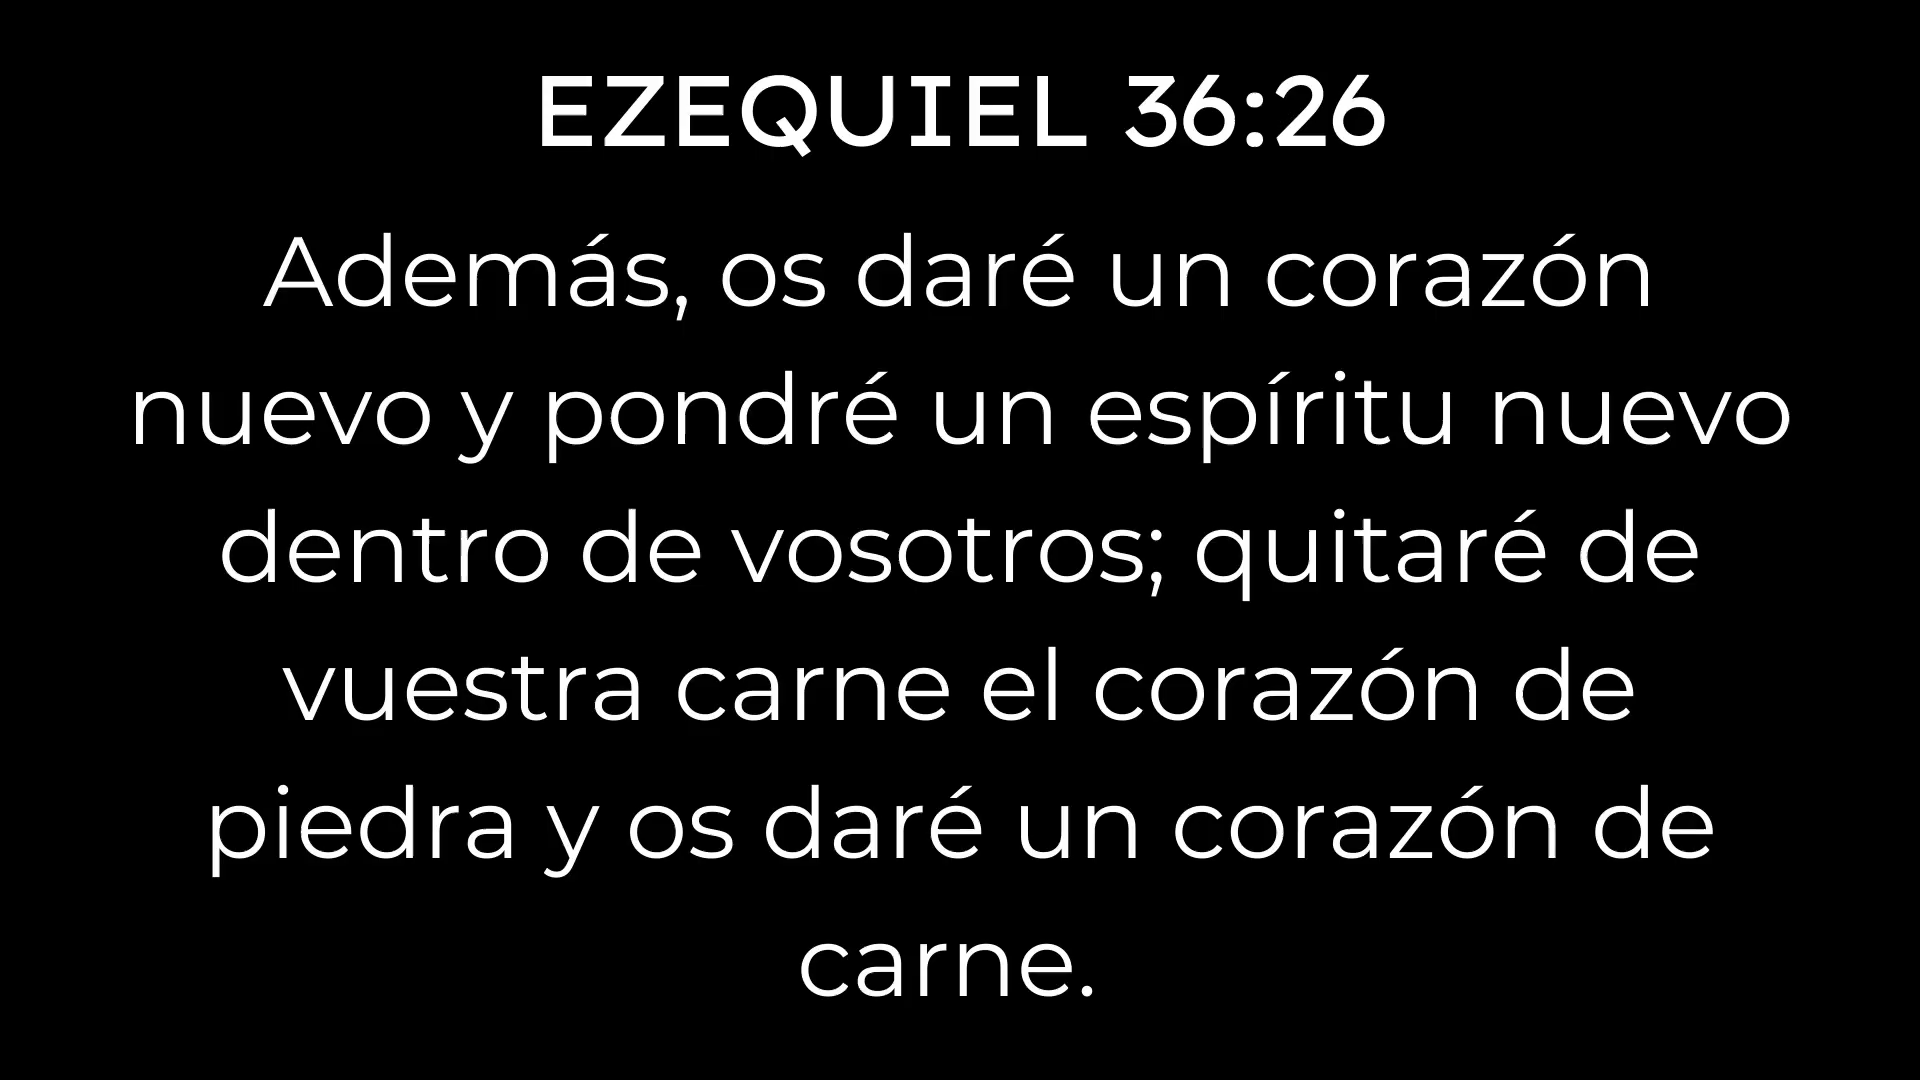 EZEQUIEL 36:26
Además, os daré un corazón
nuevo y pondré un espíritu nuevo
dentro de vosotros; quitaré de
vuestra carne el corazón de
piedra y os daré un corazón de
carne.